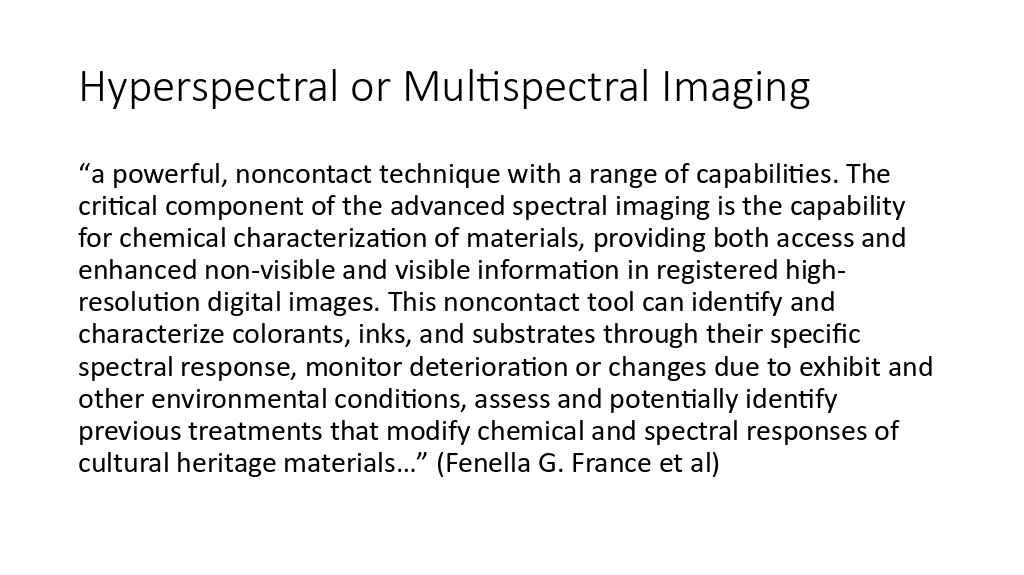 Hyperspectral or Multispectral Imaging
“a powerful, noncontact technique with a range of capabilities. The
critical component of the advanced spectral imaging is the capability
for chemical characterization of materials, providing both access and
enhanced non-visible and visible information in registered high-
resolution digital images. This noncontact tool can identify and
characterize colorants, inks, and substrates through their specific
spectral response, monitor deterioration or changes due to exhibit and
other environmental conditions, assess and potentially identify
previous treatments that modify chemical and spectral responses of
cultural heritage materials…” (Fenella G. France et al)